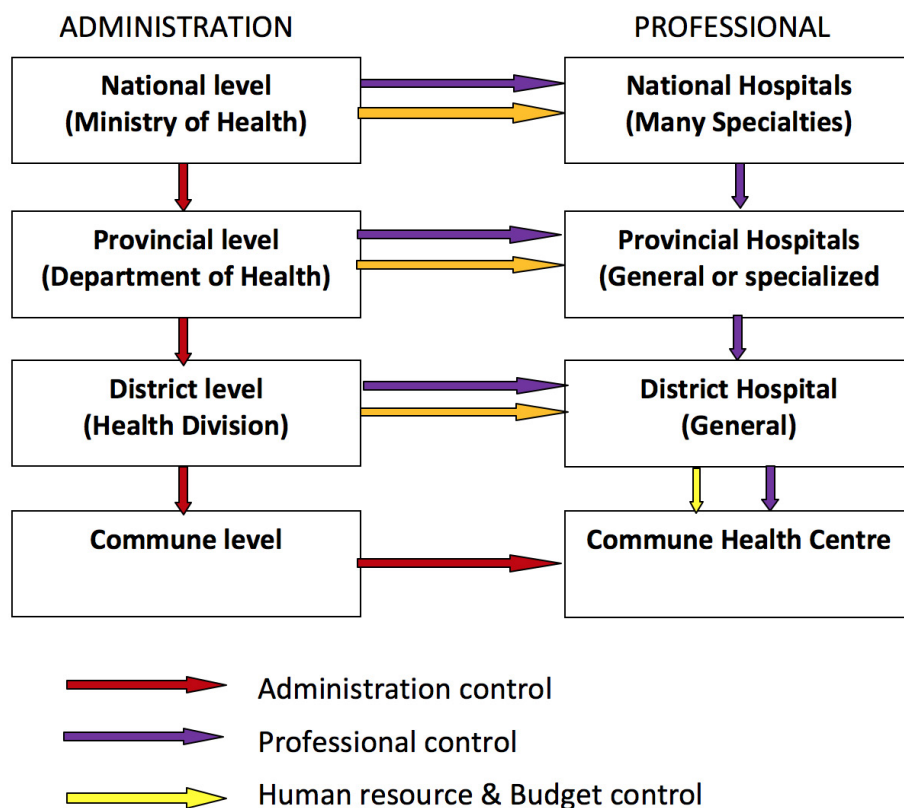 ADMINISTRATION
PROFESSIONAL
National level
(Ministry of Health)
National Hospitals
(Many Specialties)
Provincial level
(Department of Health)
Provincial Hospitals
(General or specialized
District level
(Health Division)
District Hospital
(General)
Commune level
Commune Health Centre
Administration control
Professional control
Human resource & Budget control